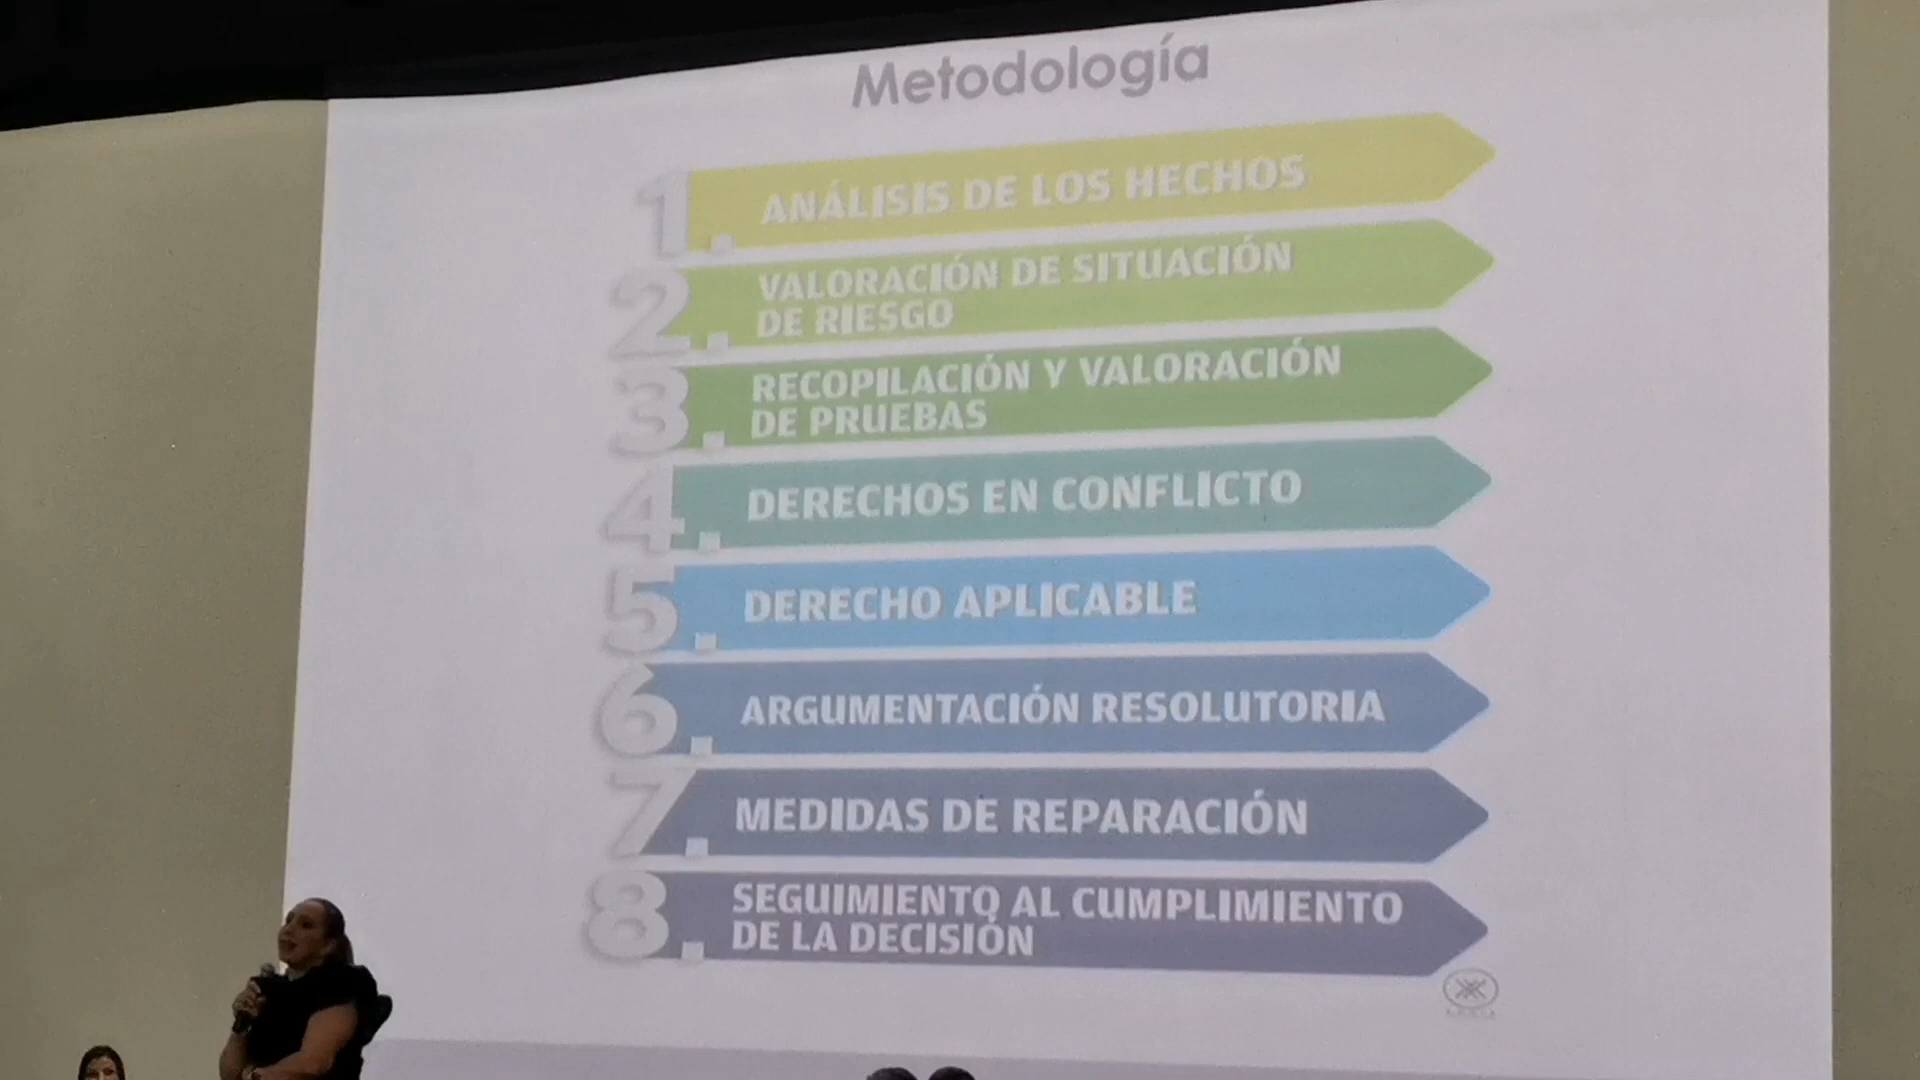 Metodología
1. ANÁLISIS DE LOS HECHOS
2. VALORACIÓN DE SITUACIÓN
DE RIESGO
3. RECOPILACIÓN Y VALORACIÓN
DE PRUEBAS
4. DERECHOS EN CONFLICTO
5. DERECHO APLICABLE
6. ARGUMENTACIÓN RESOLUTORIA
7. MEDIDAS DE REPARACIÓN
8. SEGUIMIENTO AL CUMPLIMIENTO
DE LA DECISIÓN